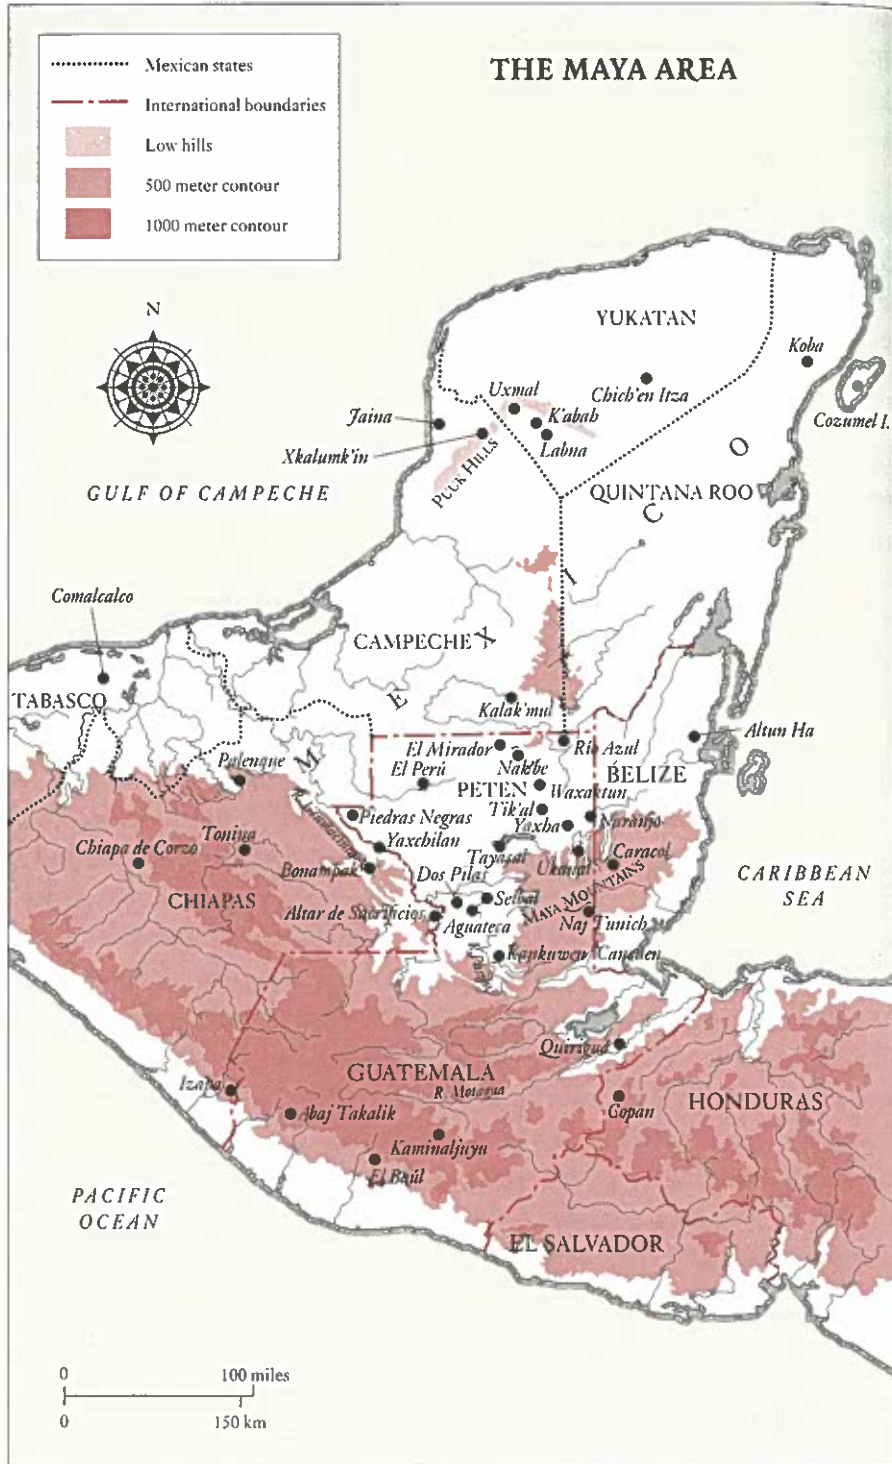 THE MAYA AREA
Mexican states
International boundaries
Low hills
500 meter contour
1000 meter contour
N
YUKATAN
Koba
Chich'en Itza
Uxmal
Cozumel I.
Jaina
K'abah
Labna
Xkalumk'in
PUUK HILLS
GULF OF CAMPECHE
QUINTANA ROO
MEXICO
Comalcalco
CAMPECHE
TABASCO
Kalak'mul
Altun Ha
El Mirador
Río Azul
Nak'be
Palenque
El Perú
BELIZE
PETEN
Waxaktun
Tik'al
Piedras Negras
Yaxha
Naranjo
Tonina
Yaxchilan
Chiapa de Corzo
Tayasal
Ukanal
Caracol
Bonampak
Dos Pilas
CARIBBEAN
SEA
CHIAPAS
Seibal
MAYA MOUNTAINS
Altar de Sacrificios
Aguateca
Naj Tunich
Kankuwen/Cancuen
Quiriguá
GUATEMALA
R. Motagua
Izapa
Copan
HONDURAS
Abaj Takalik
Kaminaljuyu
El Baúl
PACIFIC
OCEAN
EL SALVADOR
0 100 miles
0 150 km